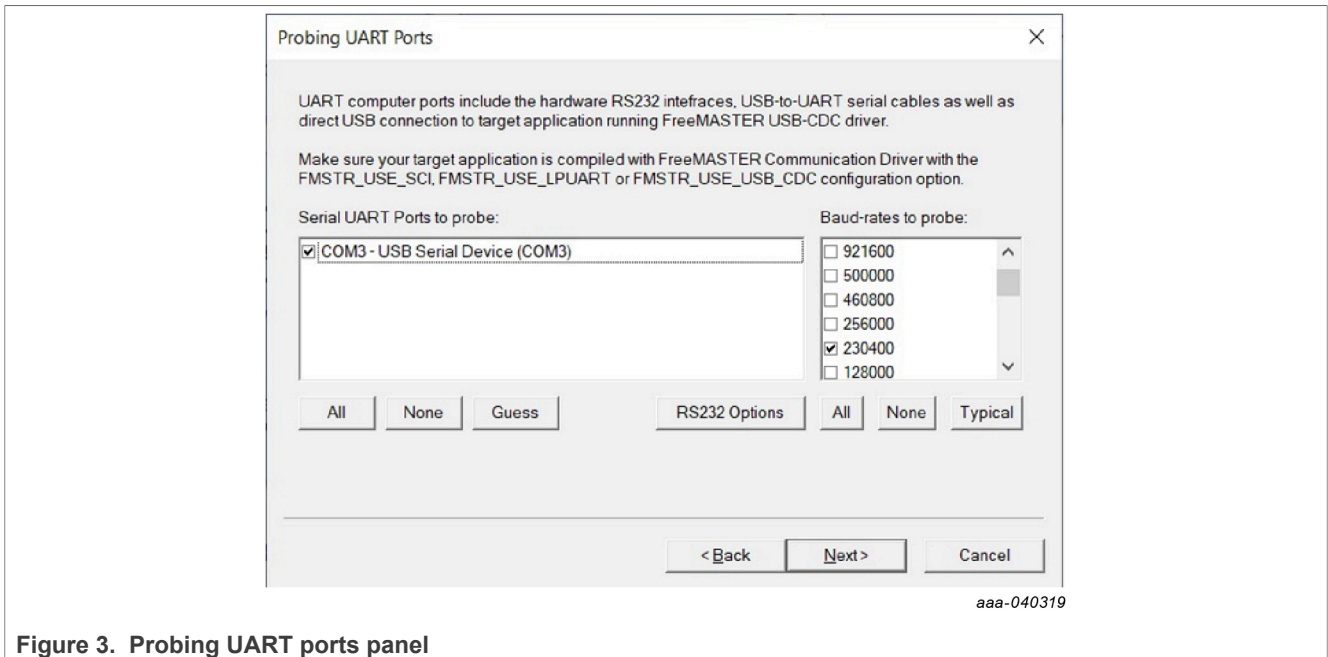 Probing UART Ports
UART computer ports include the hardware RS232 intefraces, USB-to-UART serial cables as well as
direct USB connection to target application running FreeMASTER USB-CDC driver.
Make sure your target application is compiled with FreeMASTER Communication Driver with the
FMSTR_USE_SCI, FMSTR_USE_LPUART or FMSTR_USE_USB_CDC configuration option.
Serial UART Ports to probe:
COM3 - USB Serial Device (COM3)
All None Guess
RS232 Options
Baud-rates to probe:
921600
500000
460800
256000
230400
128000
All None Typical
< Back Next > Cancel
aaa-040319
Figure 3. Probing UART ports panel